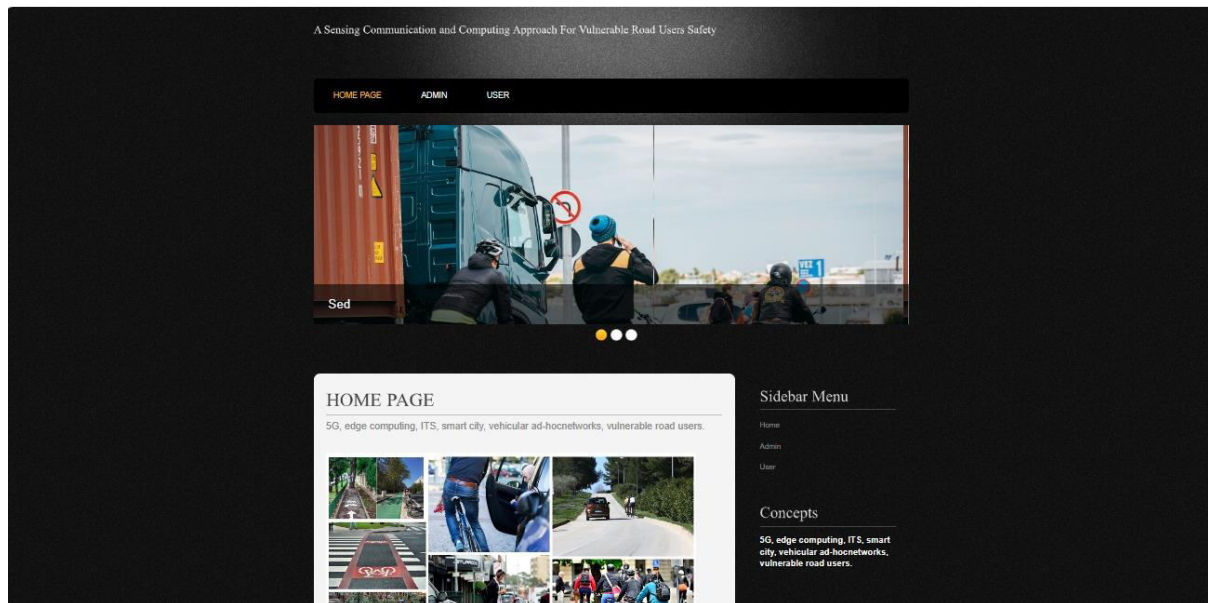 A Sensing Communication and Computing Approach For Vulnerable Road Users Safety
HOME PAGE
ADMIN
USER
VEZ 1
Sed
HOME PAGE
5G, edge computing, ITS, smart city, vehicular ad-hocnetworks, vulnerable road users.
Sidebar Menu
Home
Admin
User
Concepts
5G, edge computing, ITS, smart
city, vehicular ad-hocnetworks,
vulnerable road users.